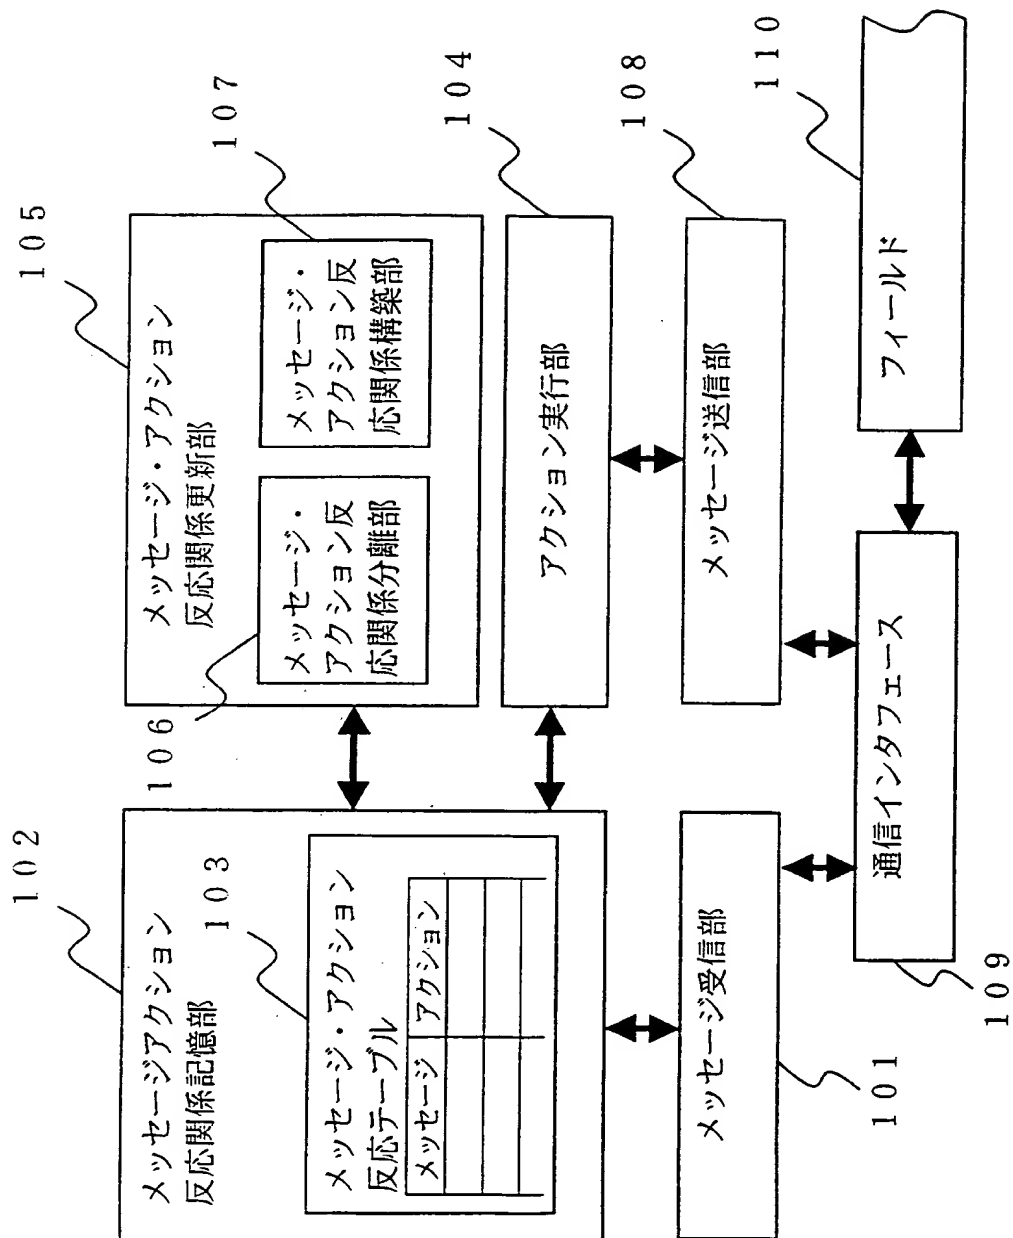 102
メッセージアクション
反応関係記憶部
103
メッセージ・アクション
反応テーブル
メッセージ アクション
105
メッセージ・アクション
反応関係更新部
106
メッセージ・
アクション反
応関係分離部
107
メッセージ・
アクション反
応関係構築部
アクション実行部
104
メッセージ受信部
101
メッセージ送信部
108
通信インタフェース
109
フィールド
110